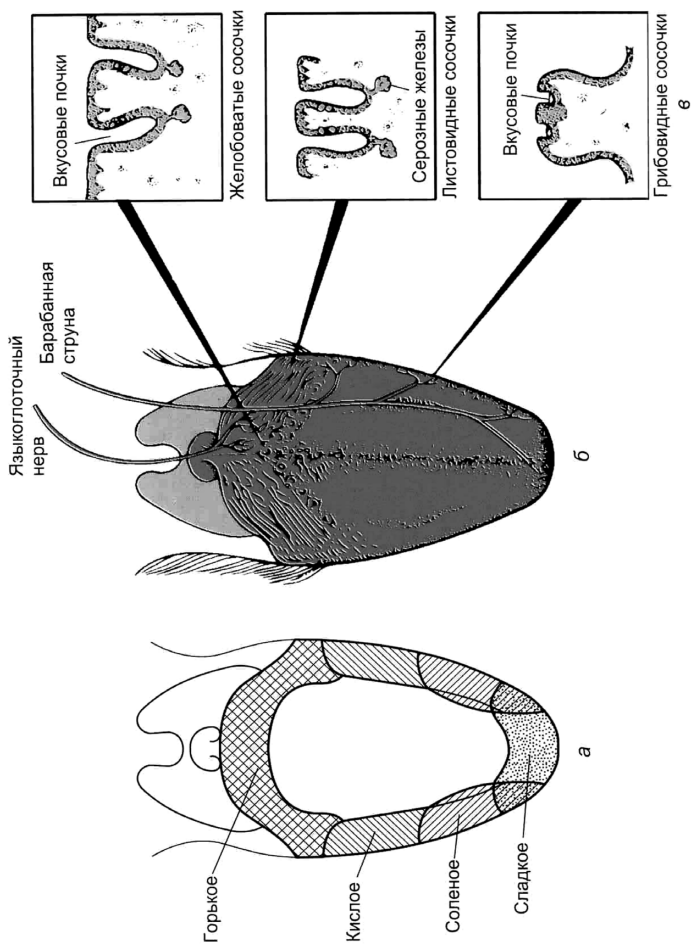 Горькое
Кислое
Соленое
Сладкое
а
Языкоглоточный
нерв
Барабанная
струна
б
Вкусовые почки
Желобоватые сосочки
Серозные железы
Листовидные сосочки
Вкусовые почки
Грибовидные сосочки
в